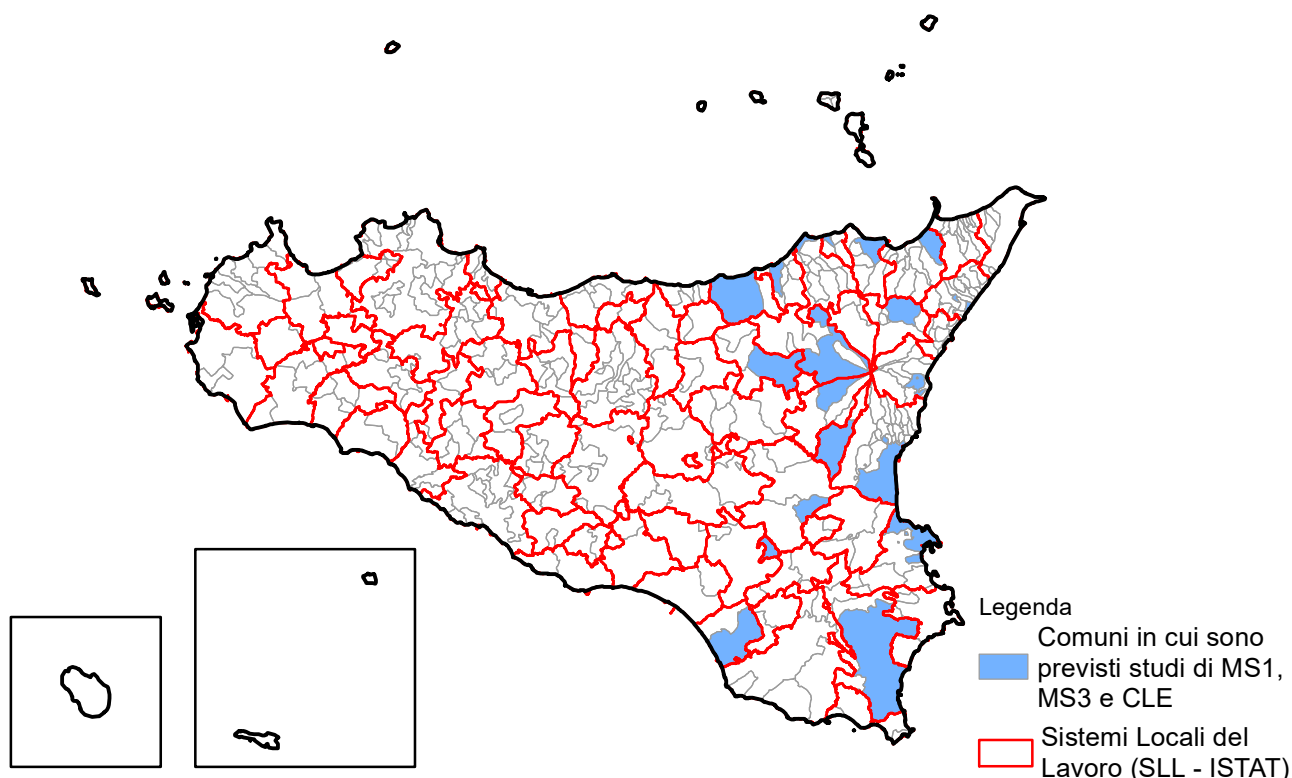 Legenda
Comuni in cui sono
previsti studi di MS1,
MS3 e CLE
Sistemi Locali del
Lavoro (SLL - ISTAT)